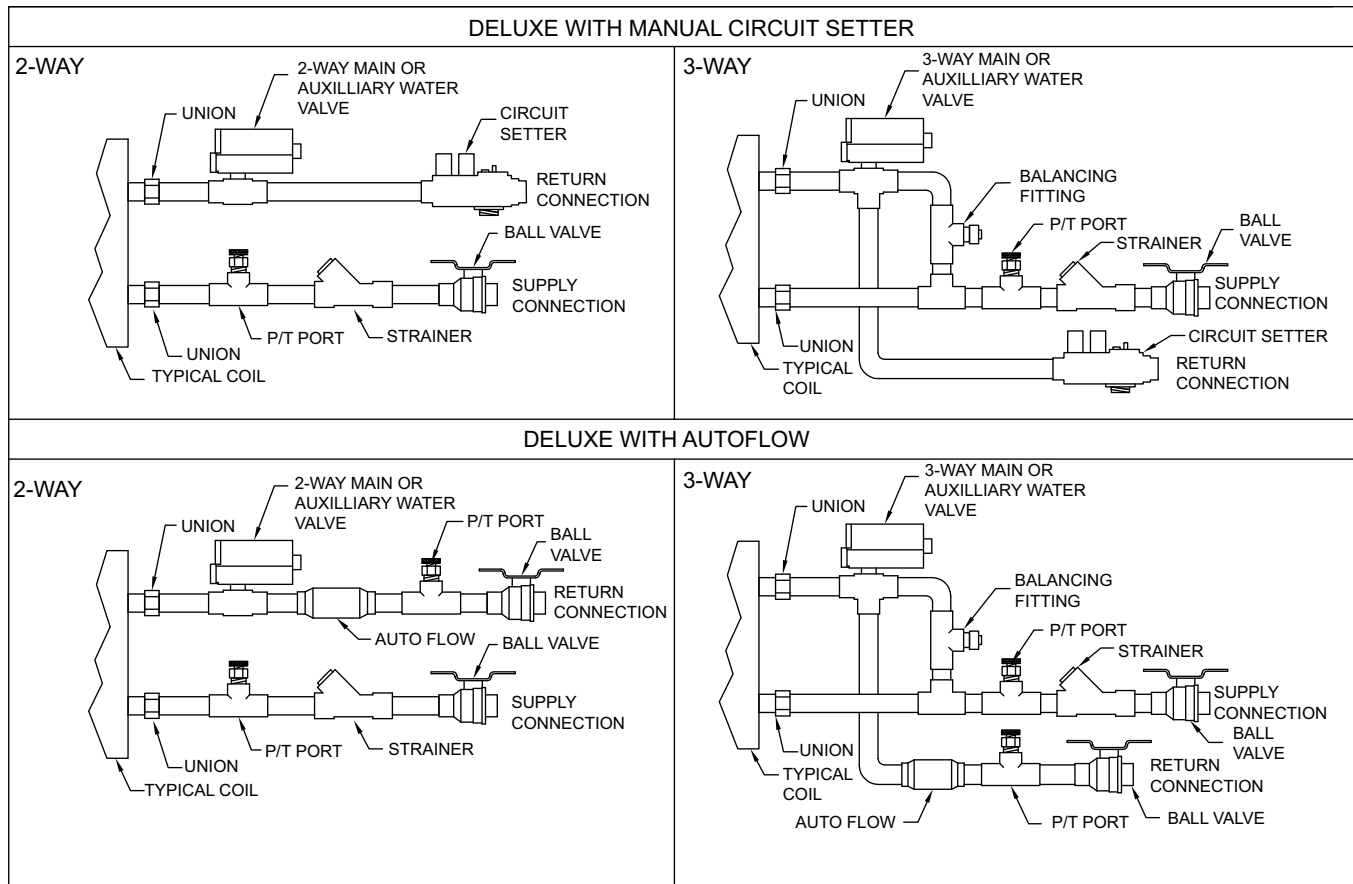 DELUXE WITH MANUAL CIRCUIT SETTER
2-WAY
2-WAY MAIN OR
AUXILLIARY WATER
VALVE
UNION
CIRCUIT
SETTER
RETURN
CONNECTION
BALL VALVE
SUPPLY
CONNECTION
P/T PORT
STRAINER
UNION
TYPICAL COIL
3-WAY
3-WAY MAIN OR
AUXILLIARY WATER
VALVE
UNION
BALANCING
FITTING
P/T PORT
STRAINER
BALL
VALVE
SUPPLY
CONNECTION
UNION
TYPICAL
COIL
CIRCUIT SETTER
RETURN
CONNECTION
DELUXE WITH AUTOFLOW
2-WAY
2-WAY MAIN OR
AUXILLIARY WATER
VALVE
UNION
P/T PORT
BALL
VALVE
RETURN
CONNECTION
AUTO FLOW
BALL VALVE
SUPPLY
CONNECTION
P/T PORT
STRAINER
UNION
TYPICAL COIL
3-WAY
3-WAY MAIN OR
AUXILLIARY WATER
VALVE
UNION
BALANCING
FITTING
P/T PORT
STRAINER
SUPPLY
CONNECTION
BALL
VALVE
UNION
TYPICAL
COIL
RETURN
CONNECTION
AUTO FLOW
P/T PORT
BALL VALVE